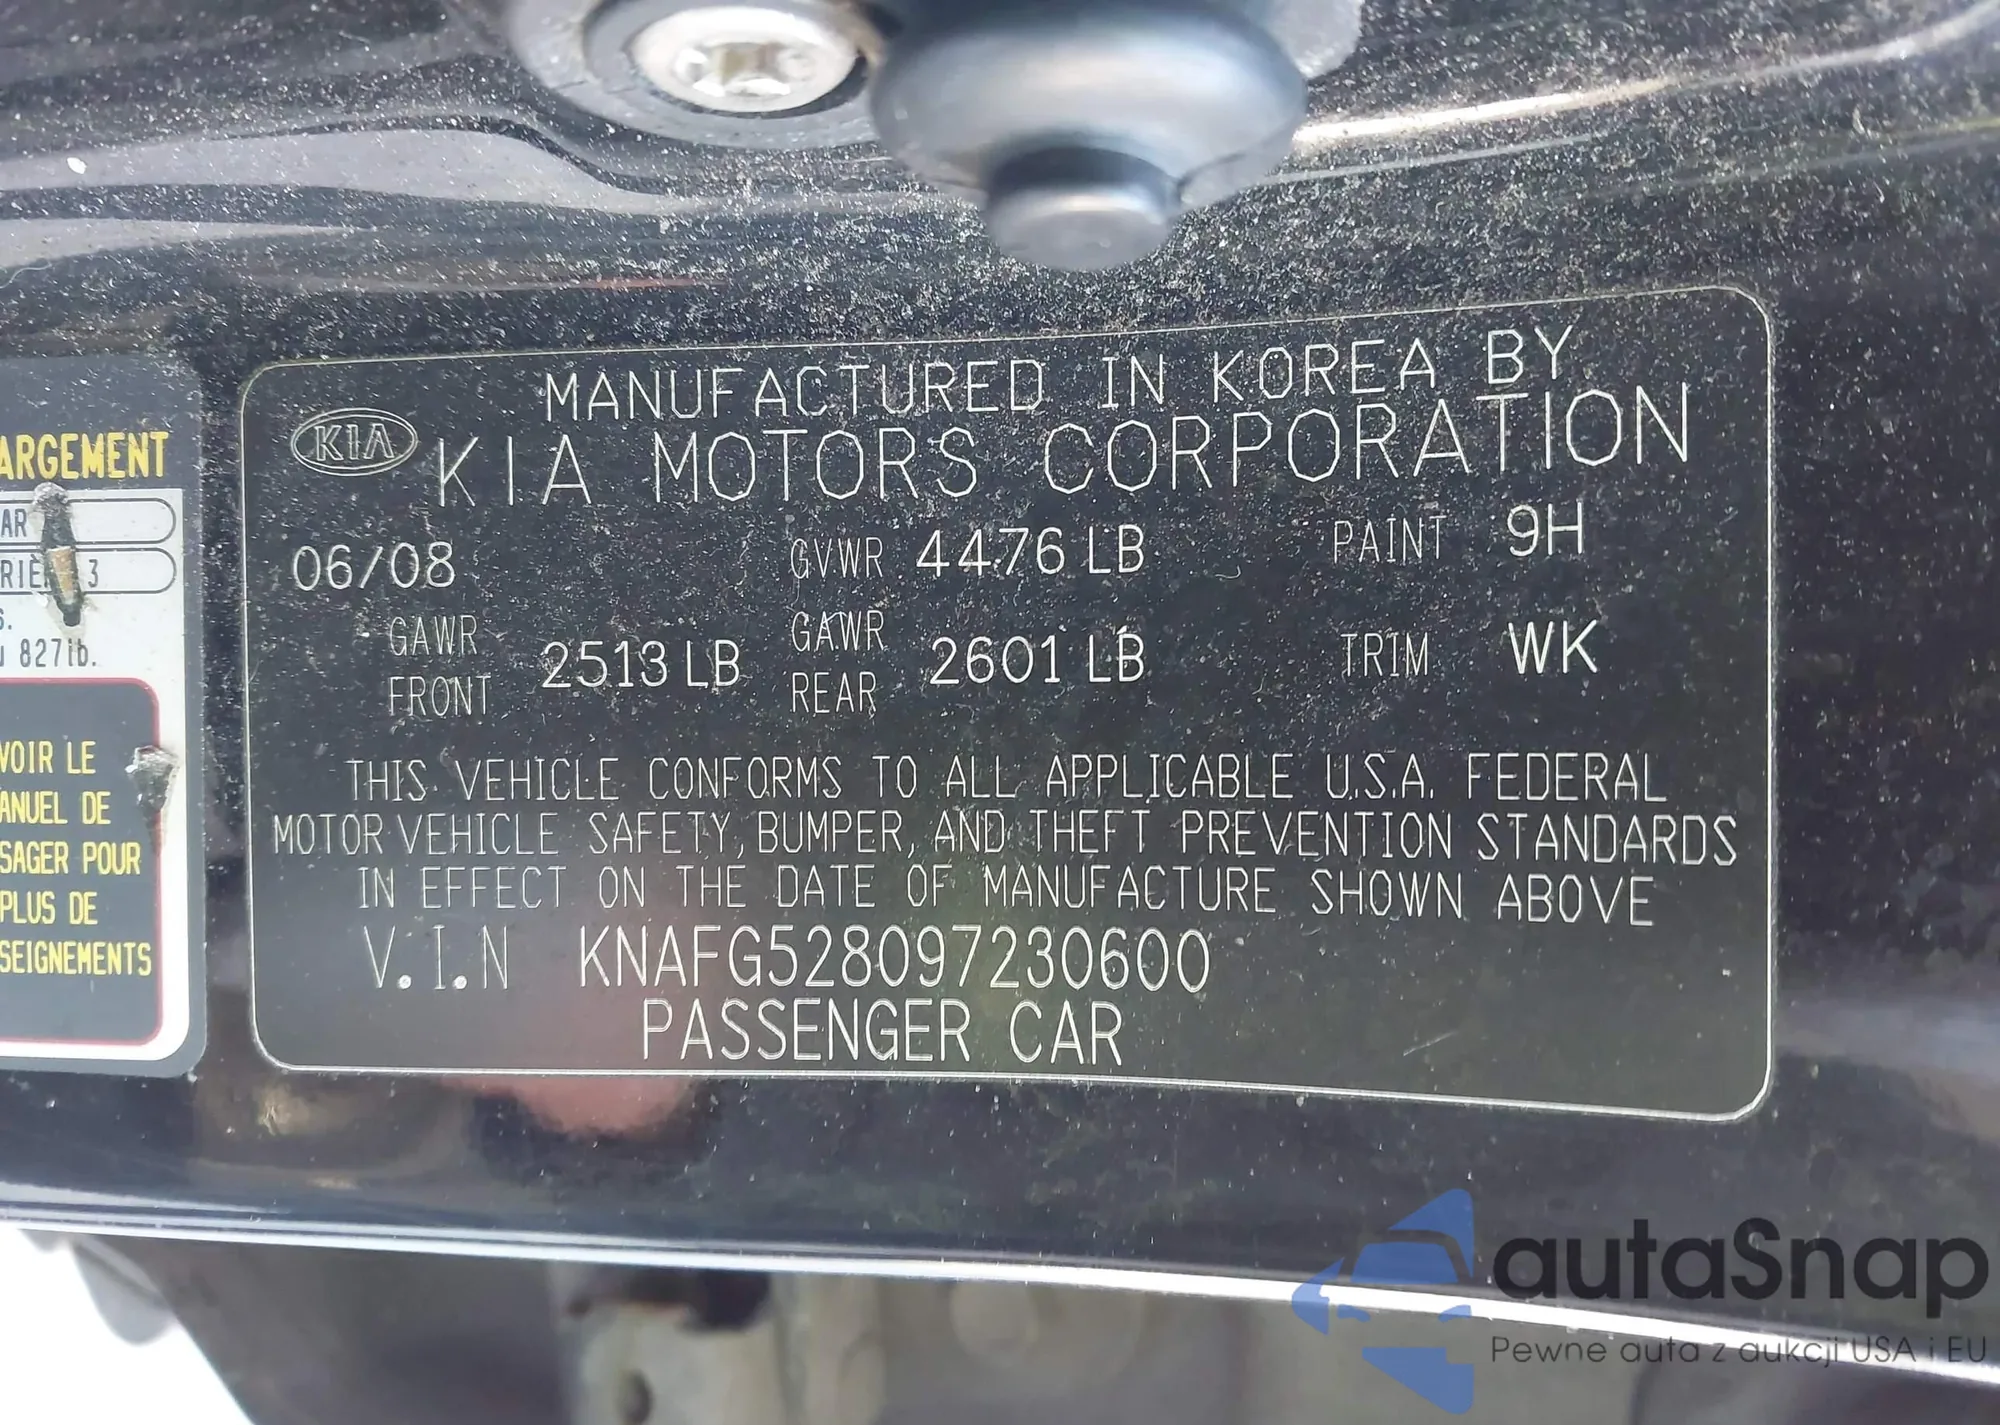 MANUFACTURED IN KOREA BY
KIA
KIA MOTORS CORPORATION
06/08 GVWR 4476 LB PAINT 9H
GAWR FRONT 2513 LB GAWR REAR 2601 LB TRIM WK
THIS VEHICLE CONFORMS TO ALL APPLICABLE U.S.A. FEDERAL
MOTOR VEHICLE SAFETY, BUMPER, AND THEFT PREVENTION STANDARDS
IN EFFECT ON THE DATE OF MANUFACTURE SHOWN ABOVE
V.I.N KNAFG528097230600
PASSENGER CAR
ARGEMENT
AR
3
827lb.
VOIR LE
ANUEL DE
SAGER POUR
PLUS DE
SEIGNEMENTS
autaSnap
Pewne auta z aukcji USA i EU